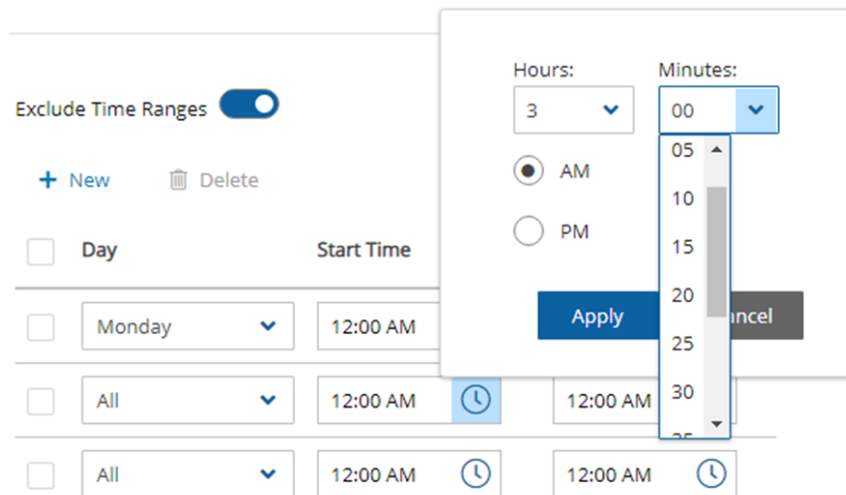 Hours: Minutes:
3 00
Exclude Time Ranges
05
AM
+ New Delete
10
PM
15
Day Start Time
20
Apply
25
Monday 12:00 AM
30
All 12:00 AM 12:00 AM
All 12:00 AM 12:00 AM